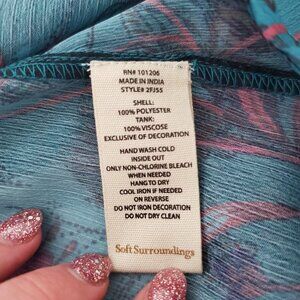 RN# 101206
MADE IN INDIA
STYLE# 2FJ55
SHELL:
100% POLYESTER
TANK:
100% VISCOSE
EXCLUSIVE OF DECORATION
HAND WASH COLD
INSIDE OUT
ONLY NON-CHLORINE BLEACH
WHEN NEEDED
HANG TO DRY
COOL IRON IF NEEDED
ON REVERSE
DO NOT IRON DECORATION
DO NOT DRY CLEAN
Soft Surroundings